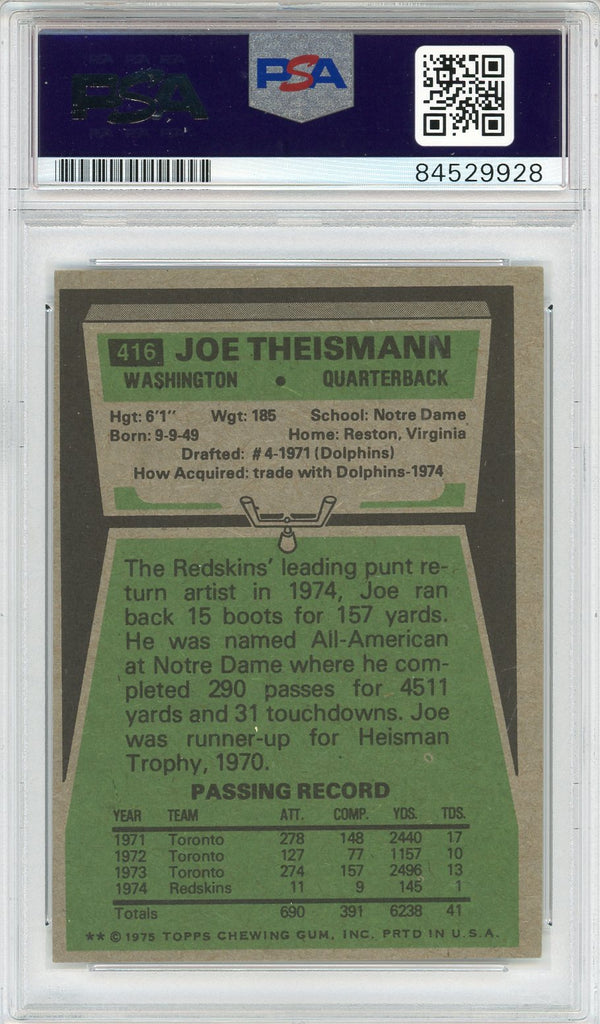 PSA
PSA
84529928
416 JOE THEISMANN
WASHINGTON • QUARTERBACK
Hgt: 6'1" Wgt: 185 School: Notre Dame
Born: 9-9-49 Home: Reston, Virginia
Drafted: #4-1971 (Dolphins)
How Acquired: trade with Dolphins-1974
The Redskins' leading punt re-
turn artist in 1974, Joe ran
back 15 boots for 157 yards.
He was named All-American
at Notre Dame where he com-
pleted 290 passes for 4511
yards and 31 touchdowns. Joe
was runner-up for Heisman
Trophy, 1970.
PASSING RECORD
YEAR TEAM ATT. COMP. YDS. TDS.
1971 Toronto 278 148 2440 17
1972 Toronto 127 77 1157 10
1973 Toronto 274 157 2496 13
1974 Redskins 11 9 145 1
Totals 690 391 6238 41
** © 1975 TOPPS CHEWING GUM, INC. PRTD IN U.S.A.